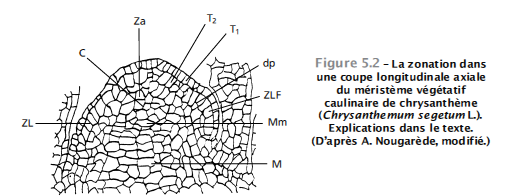 Za
T2
T1
C
dp
ZLF
ZL
Mm
M
Figure 5.2 – La zonation dans
une coupe longitudinale axiale
du méristème végétatif
caulinaire de chrysanthème
(Chrysanthemum segetum L.).
Explications dans le texte.
(D'après A. Nougarède, modifié.)